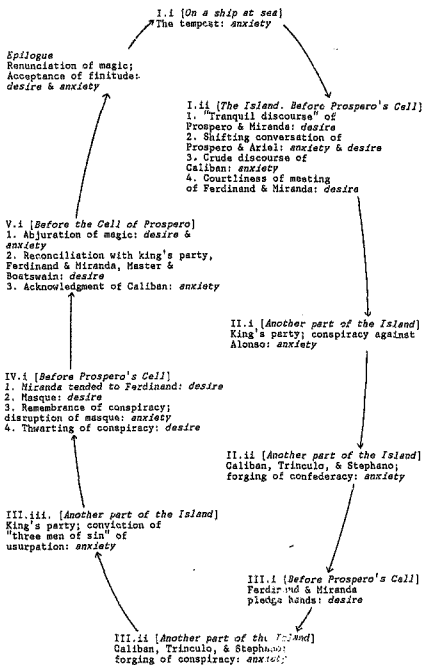 I.i [On a ship at sea]
The tempest: anxiety
I.ii [The Island. Before Prospero's Cell]
1. "Tranquil discourse" of
Prospero & Miranda: desire
2. Shifting conversation of
Prospero & Ariel: anxiety & desire
3. Crude discourse of
Caliban: anxiety
4. Courtliness of meeting
of Ferdinand & Miranda: desire
II.i [Another part of the Island]
King's party; conspiracy against
Alonso: anxiety
II.ii [Another part of the Island]
Caliban, Trinculo, & Stephano;
forging of confederacy: anxiety
III.i [Before Prospero's Cell]
Ferdinand & Miranda
pledge hands: desire
III.ii [Another part of the Island]
Caliban, Trinculo, & Stephano:
forging of conspiracy: anxiety
III.iii. [Another part of the Island]
King's party; conviction of
"three men of sin" of
usurpation: anxiety
IV.i [Before Prospero's Cell]
1. Miranda tended to Ferdinand: desire
2. Masque: desire
3. Remembrance of conspiracy;
disruption of masque: anxiety
4. Thwarting of conspiracy: desire
V.i [Before the Cell of Prospero]
1. Abjuration of magic: desire &
anxiety
2. Reconciliation with king's party,
Ferdinand & Miranda, Master &
Boatswain: desire
3. Acknowledgment of Caliban: anxiety
Epilogue
Renunciation of magic;
Acceptance of finitude:
desire & anxiety